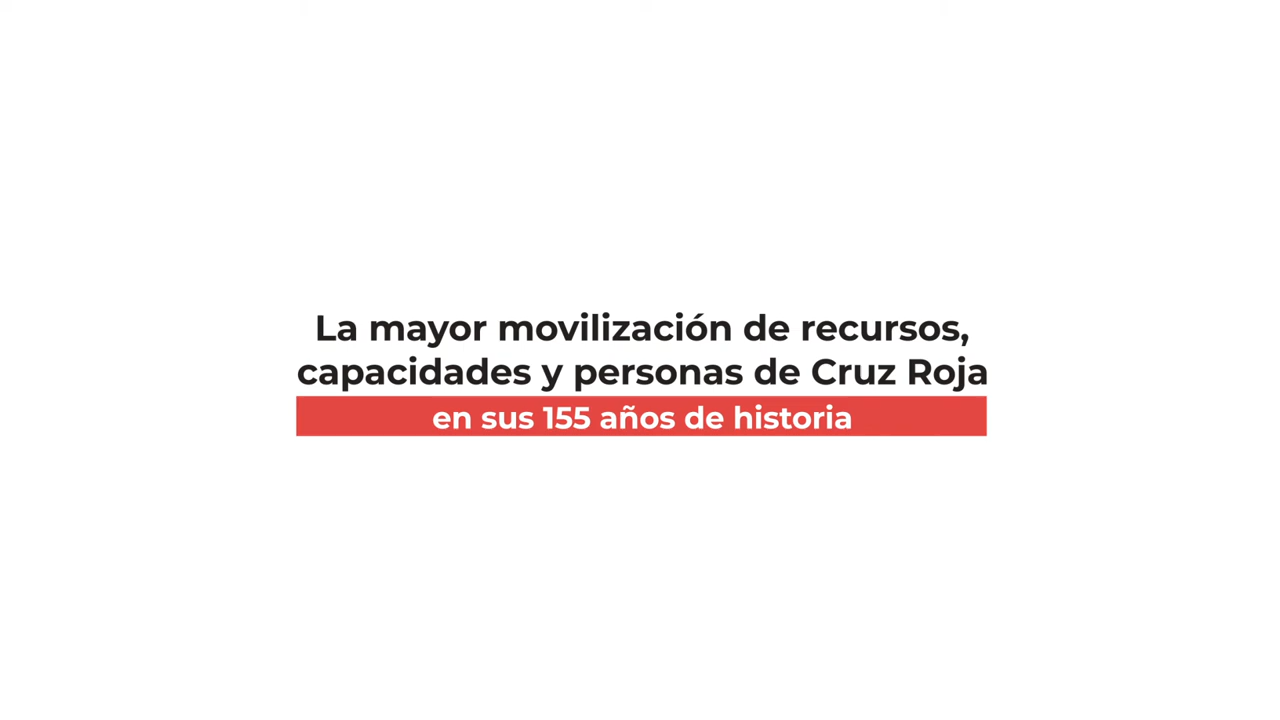 La mayor movilización de recursos,
capacidades y personas de Cruz Roja
en sus 155 años de historia